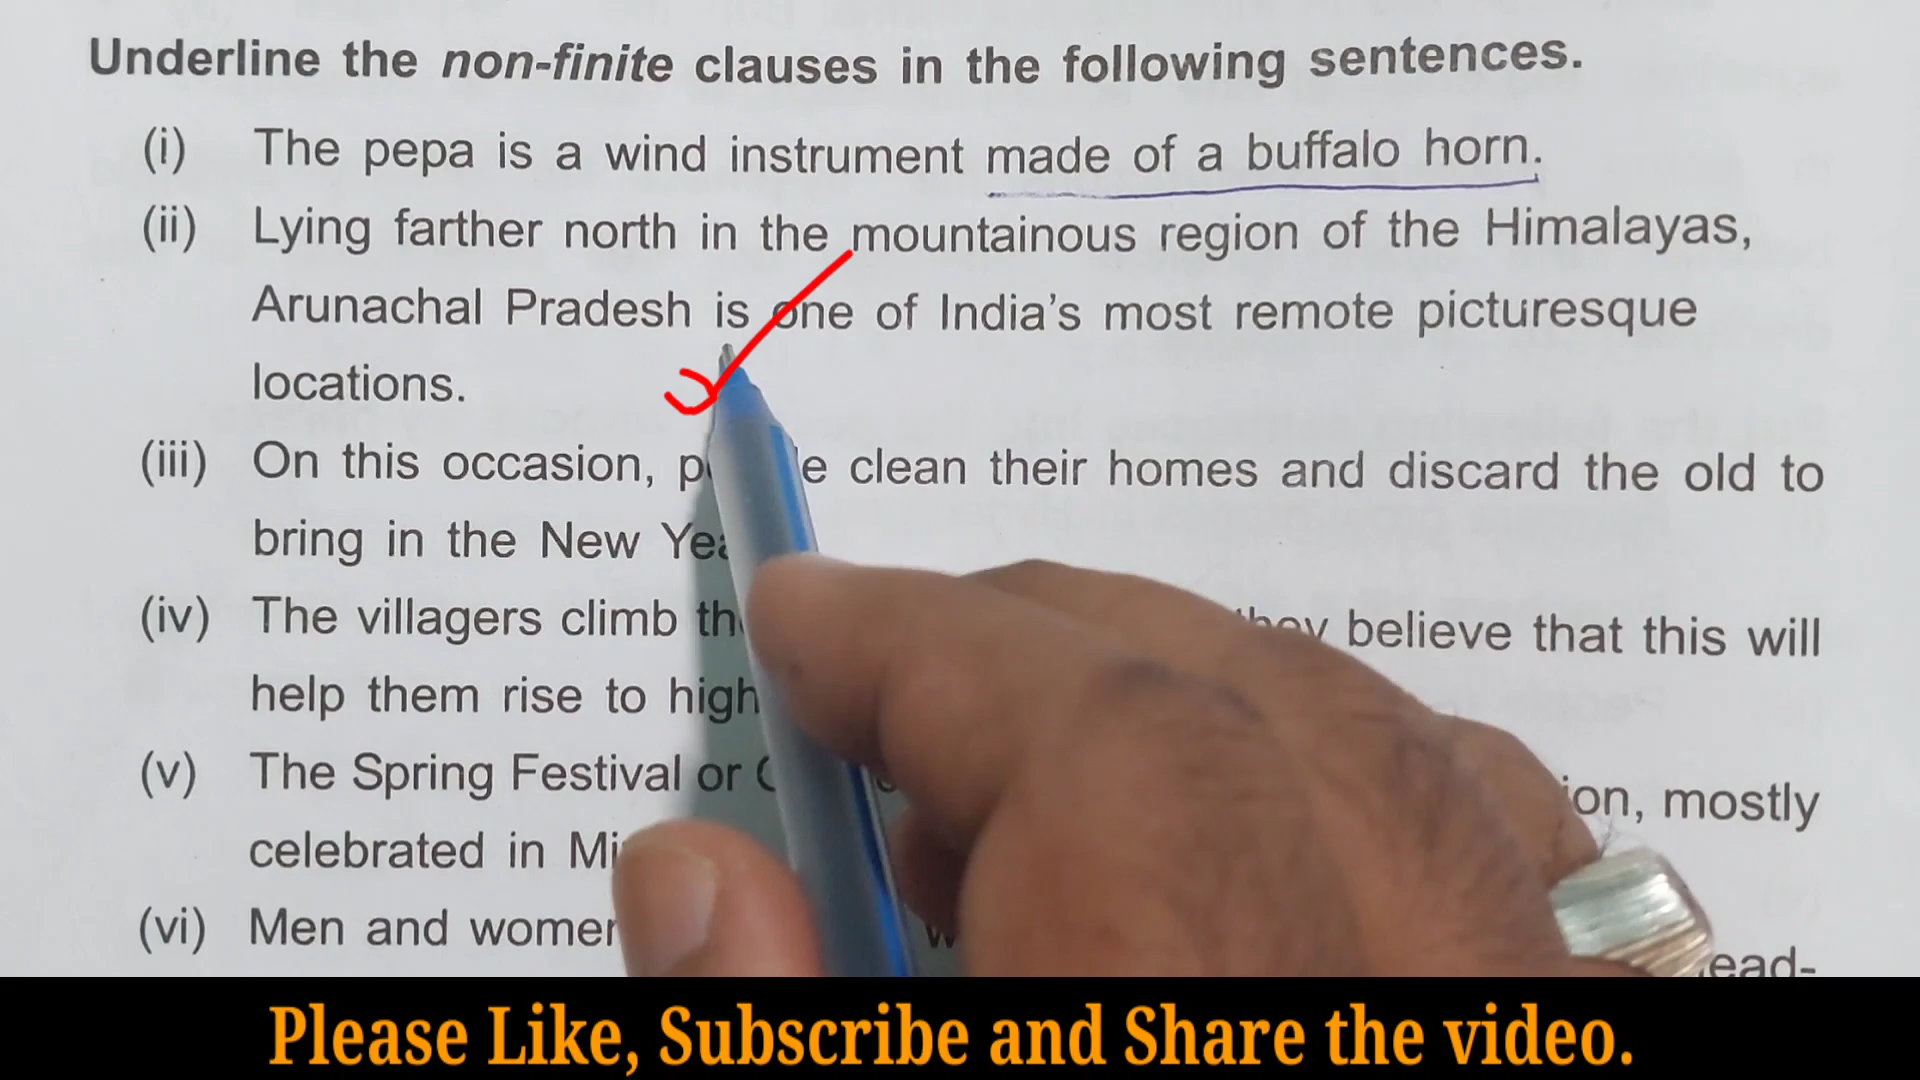 Underline the non-finite clauses in the following sentences.
(i) The pepa is a wind instrument made of a buffalo horn.
(ii) Lying farther north in the mountainous region of the Himalayas,
Arunachal Pradesh is one of India's most remote picturesque
locations.
(iii) On this occasion, clean their homes and discard the old to
bring in the New
(iv) The villagers climb they believe that this will
help them rise to
(v) The Spring Festival or mostly
celebrated in
(vi) Men and women
Please Like, Subscribe and Share the video.